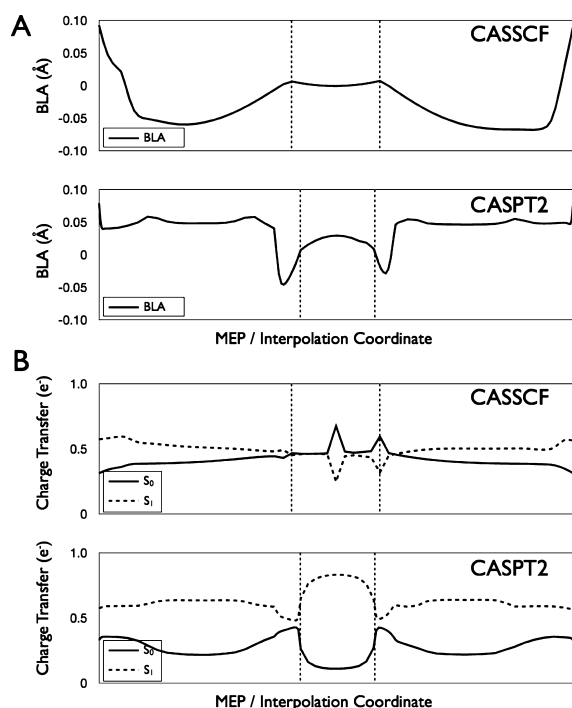 A
CASSCF
BLA (Å)
0.10
0.05
0
-0.05
-0.10
BLA
CASPT2
BLA (Å)
0.10
0.05
0
-0.05
-0.10
BLA
MEP / Interpolation Coordinate
B
CASSCF
Charge Transfer (e-)
1.0
0.5
0
S0
S1
CASPT2
Charge Transfer (e-)
1.0
0.5
0
S0
S1
MEP / Interpolation Coordinate